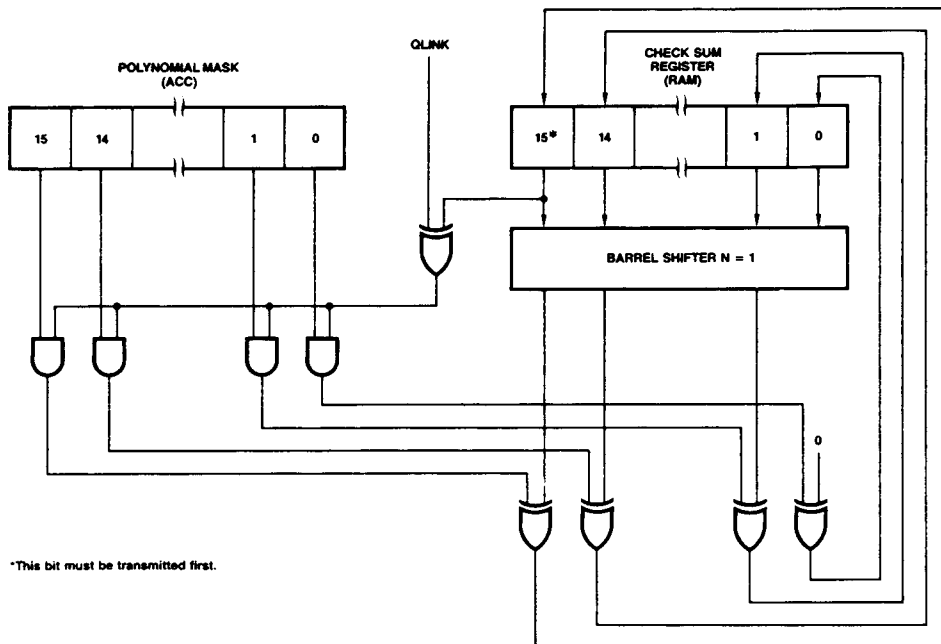 QLINK
POLYNOMIAL MASK
(ACC)
CHECK SUM
REGISTER
(RAM)
15 14 1 0
15* 14 1 0
BARREL SHIFTER N = 1
0
*This bit must be transmitted first.